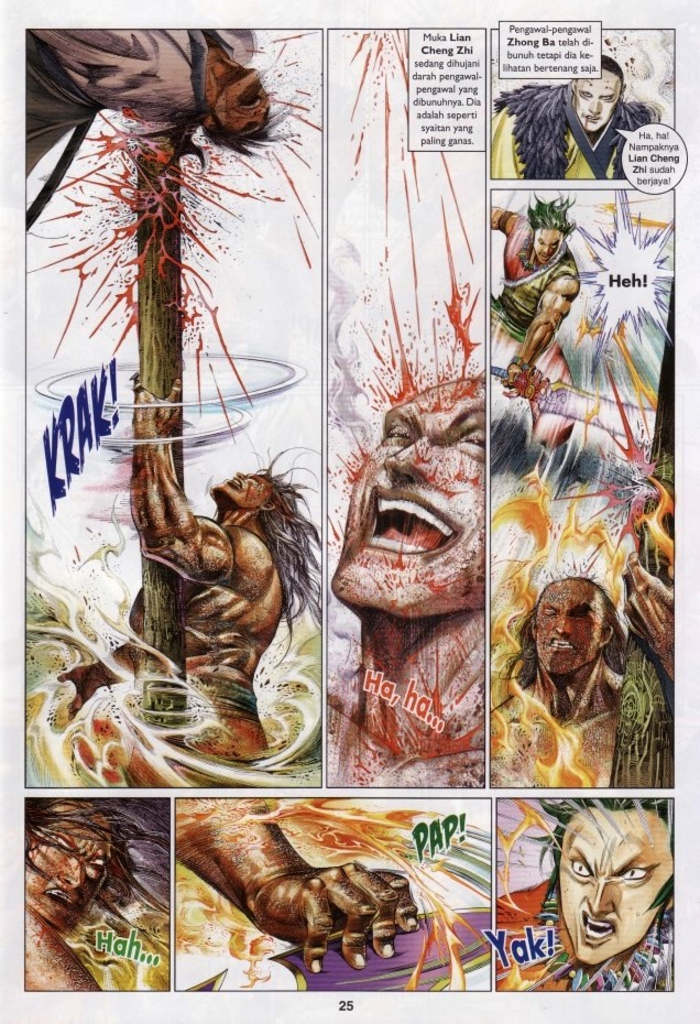 KRAK!
Muka Lian
Cheng Zhi
sedang dihujani
darah pengawal-
pengawal yang
dibunuhnya. Dia
adalah seperti
syaitan yang
paling ganas.
Ha, ha...
Pengawal-pengawal
Zhong Ba telah di-
bunuh tetapi dia ke-
lihatan bertenang saja.
Ha, ha!
Nampaknya
Lian Cheng
Zhi sudah
berjaya!
Heh!
Hah...
PAP!
Yak!
25